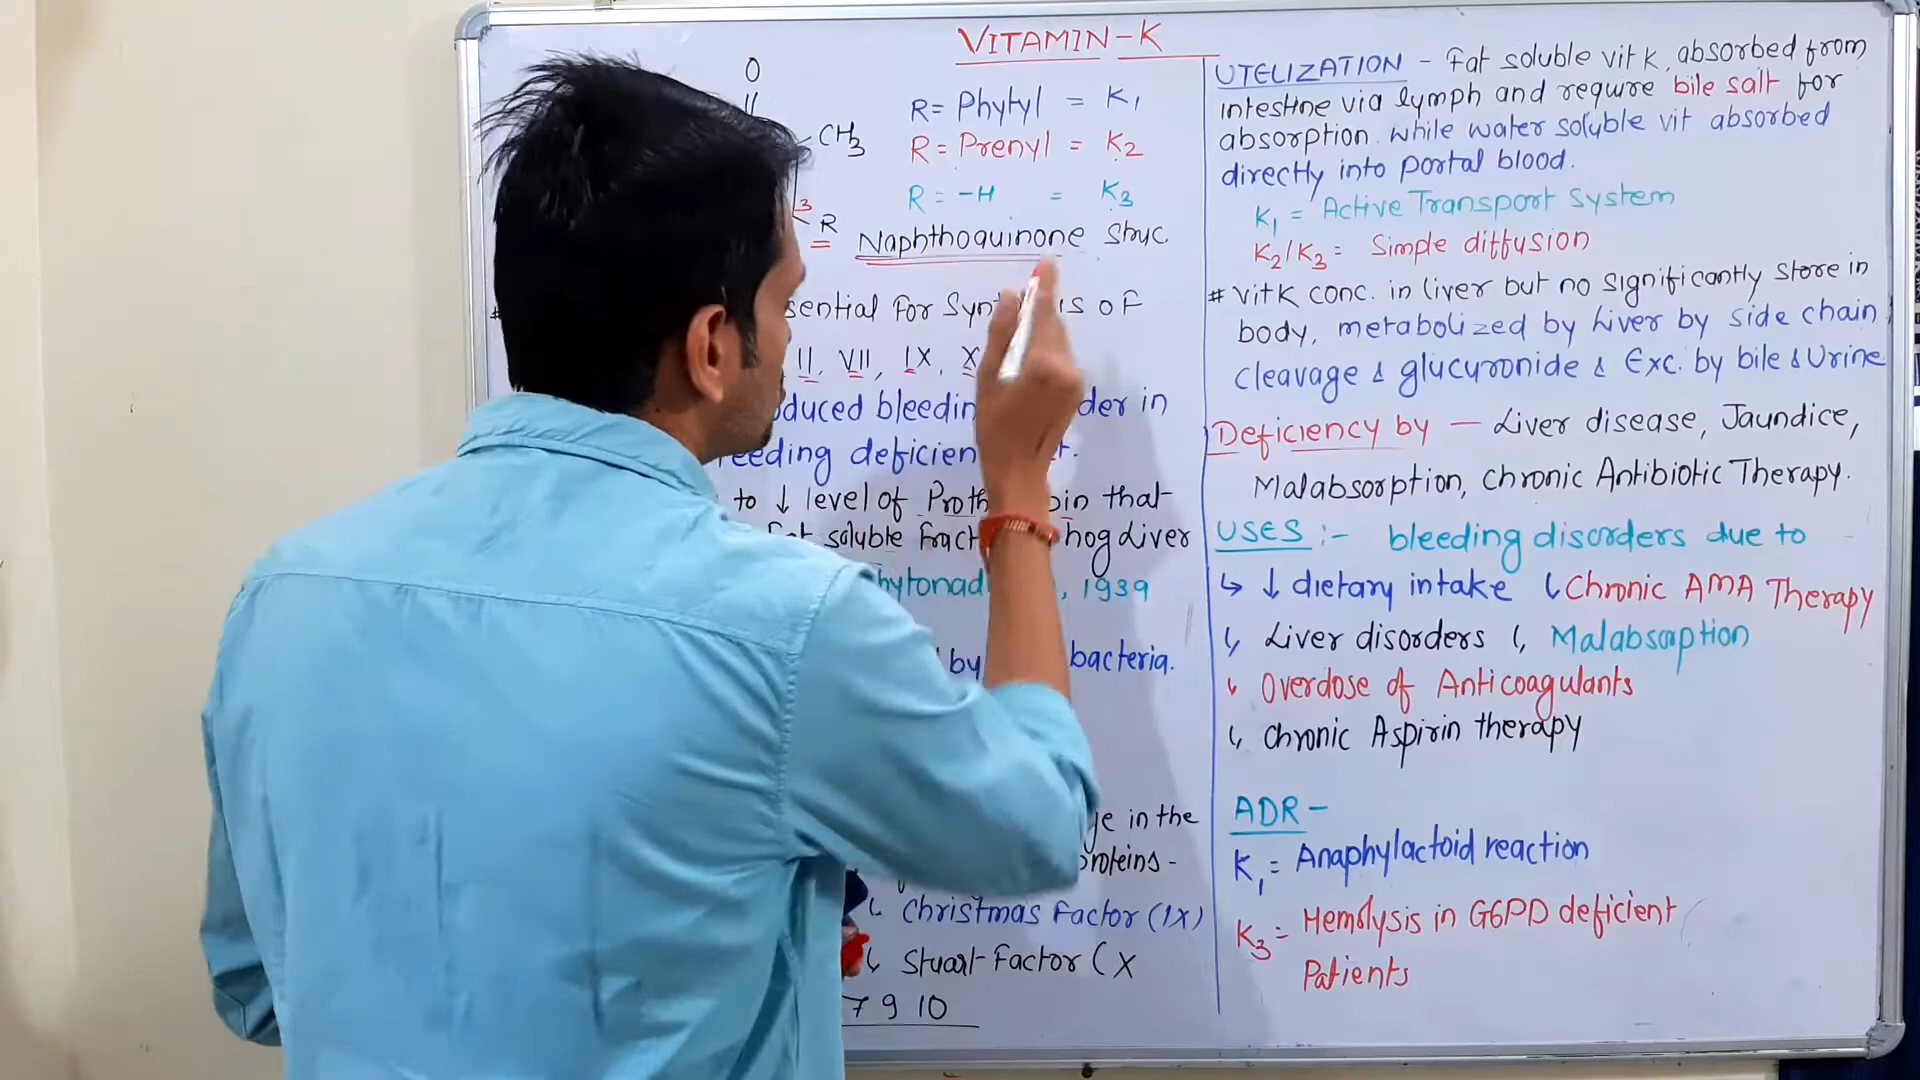 VITAMIN-K
O
CH3
3
R
R= Phytyl = K1
R= Prenyl = K2
R = -H = K3
Naphthoquinone struc.
sential For Syn is of
II, VII, IX, X
duced bleedin der in
eeding deficien t.
to ↓ level of Proth bin that
Fat soluble Fract hog Liver
hytonad , 1939
by bacteria.
ge in the
proteins -
↳ Christmas Factor (IX)
↳ Stuart-Factor (X
7 9 10
UTELIZATION - Fat soluble vit K, absorbed from
intestine via lymph and require bile salt for
absorption. while water soluble vit absorbed
directly into portal blood.
K1 = Active Transport System
K2/K3 = Simple diffusion
# Vit K conc. in liver but no significantly store in
body, metabolized by Liver by side chain
cleavage & glucuronide & Exc. by bile & Urine
Deficiency by - Liver disease, Jaundice,
Malabsorption, Chronic Antibiotic Therapy.
USES :- bleeding disorders due to
↳ ↓ dietary intake ↳ Chronic AMA Therapy
↳ Liver disorders ↳ Malabsorption
↳ Overdose of Anticoagulants
↳ Chronic Aspirin therapy
ADR -
K1 = Anaphylactoid reaction
K3 = Hemolysis in G6PD deficient
Patients